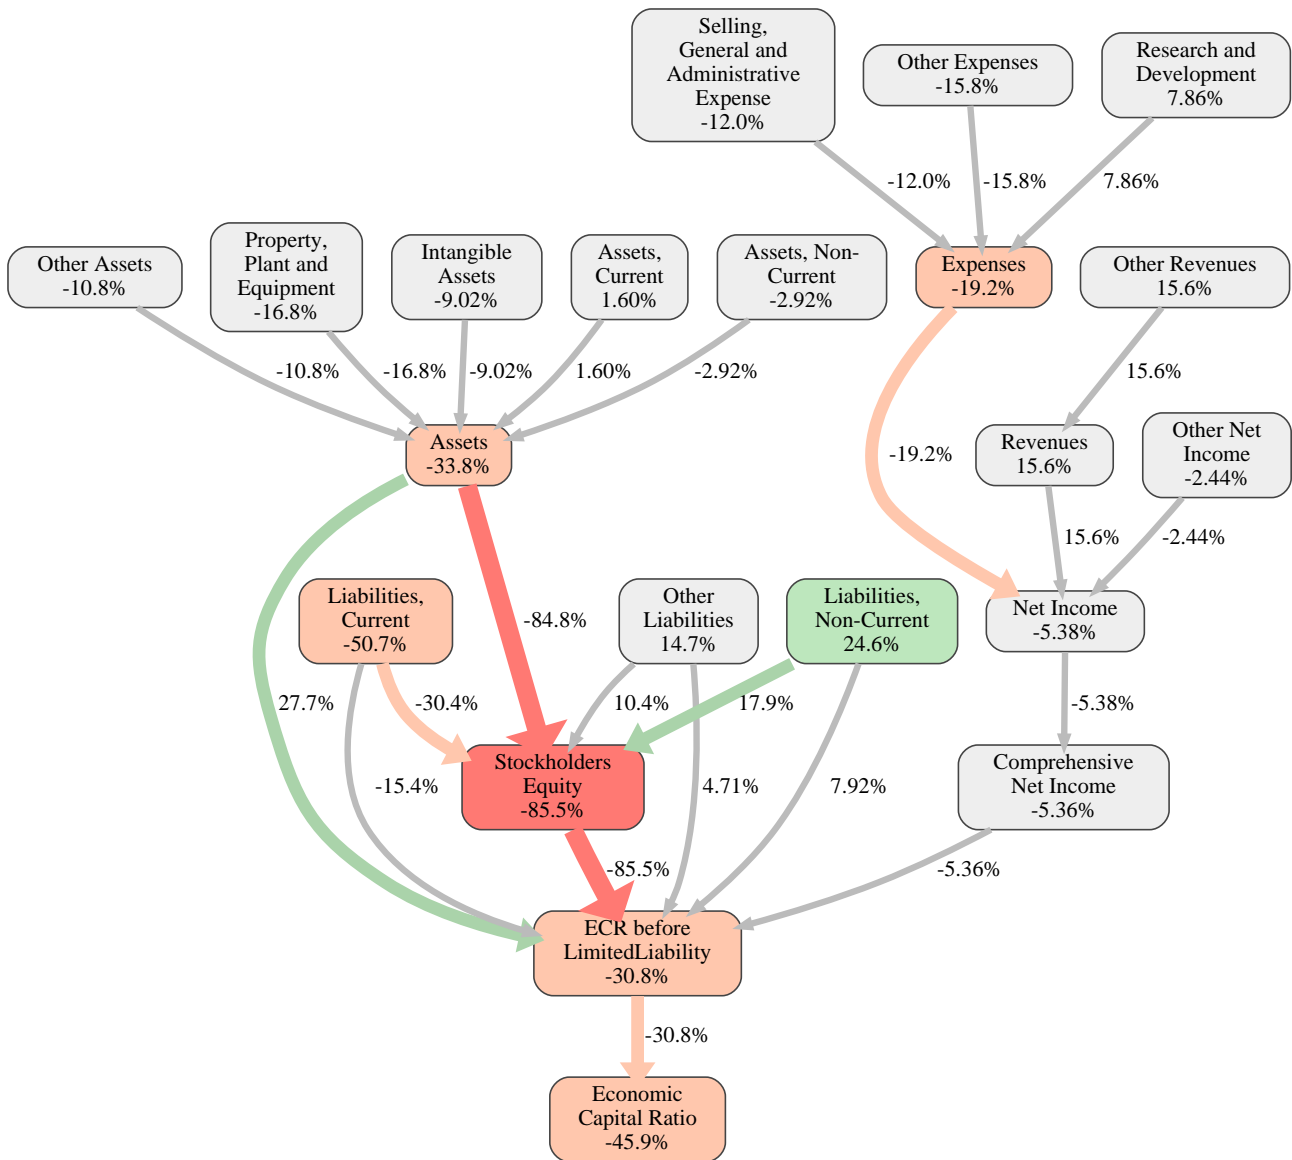 Selling,
General and
Administrative
Expense
-12.0%
Other Expenses
-15.8%
Research and
Development
7.86%
-12.0%
-15.8%
7.86%
Other Assets
-10.8%
Property,
Plant and
Equipment
-16.8%
Intangible
Assets
-9.02%
Assets,
Current
1.60%
Assets, Non-
Current
-2.92%
Expenses
-19.2%
Other Revenues
15.6%
-10.8%
-16.8%
-9.02%
1.60%
-2.92%
15.6%
Assets
-33.8%
-19.2%
Revenues
15.6%
Other Net
Income
-2.44%
15.6%
-2.44%
Liabilities,
Current
-50.7%
-84.8%
Other
Liabilities
14.7%
Liabilities,
Non-Current
24.6%
Net Income
-5.38%
27.7%
-30.4%
10.4%
17.9%
-5.38%
Stockholders
Equity
-85.5%
-15.4%
4.71%
7.92%
Comprehensive
Net Income
-5.36%
-85.5%
-5.36%
ECR before
LimitedLiability
-30.8%
-30.8%
Economic
Capital Ratio
-45.9%